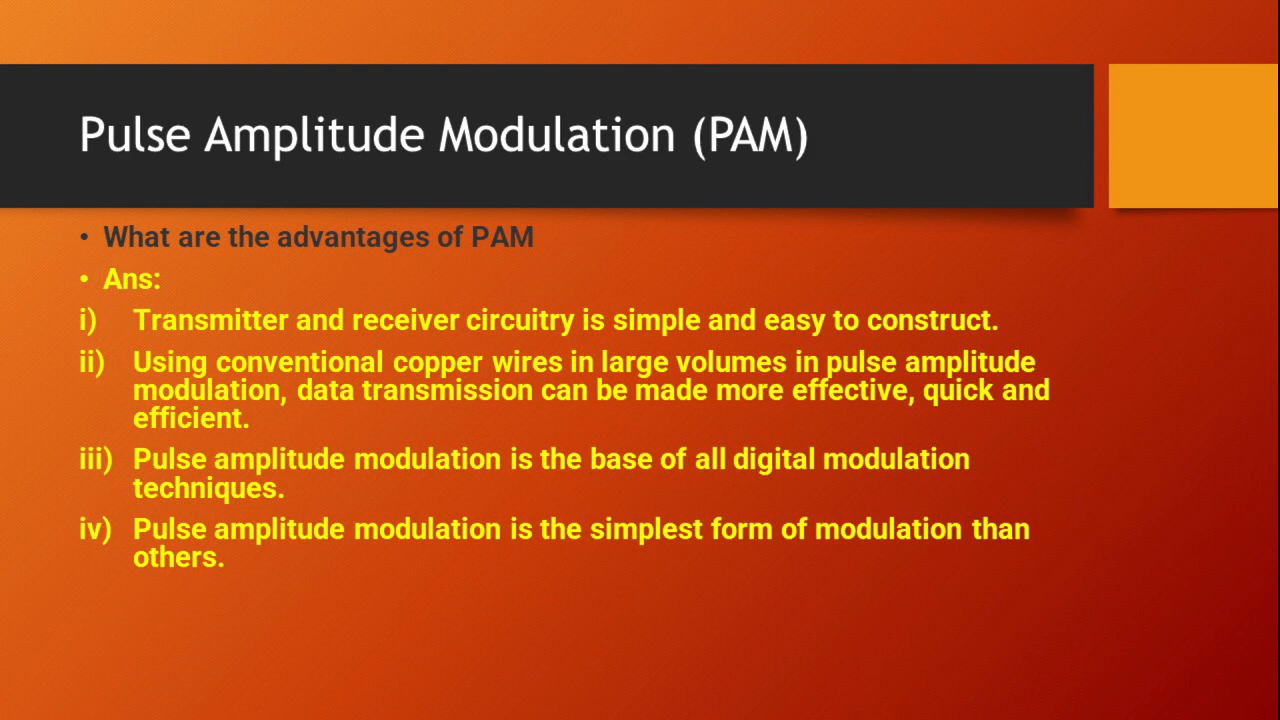 Pulse Amplitude Modulation (PAM)
• What are the advantages of PAM
• Ans:
i) Transmitter and receiver circuitry is simple and easy to construct.
ii) Using conventional copper wires in large volumes in pulse amplitude
modulation, data transmission can be made more effective, quick and
efficient.
iii) Pulse amplitude modulation is the base of all digital modulation
techniques.
iv) Pulse amplitude modulation is the simplest form of modulation than
others.